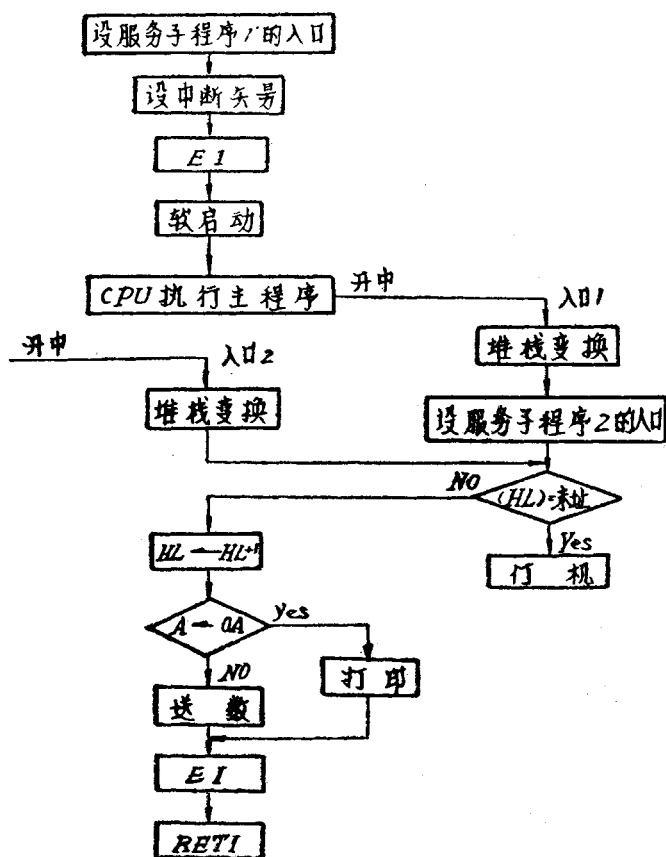 设服务子程序1的入口
设中断矢量
E1
软启动
CPU执行主程序
开中
入口1
堆栈变换
开中
入口2
堆栈变换
设服务子程序2的入口
NO
(HL)=末址
Yes
HL ← HL+1
停机
A ← 0A
Yes
NO
打印
送数
EI
RETI